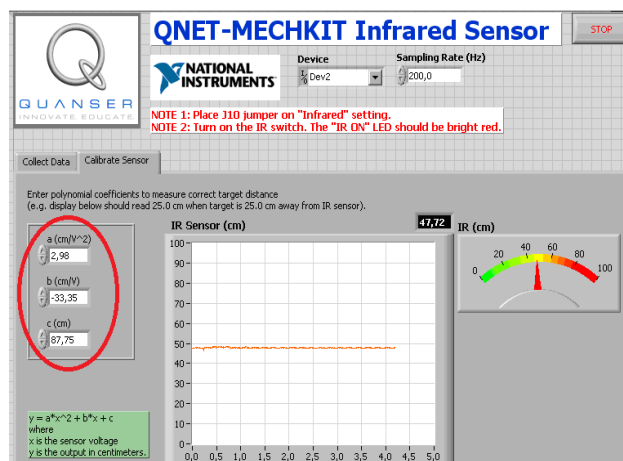 QNET-MECHKIT Infrared Sensor
STOP
QUANSER
INNOVATE EDUCATE
NATIONAL
INSTRUMENTS
Device
Dev2
Sampling Rate (Hz)
200,0
NOTE 1: Place J10 jumper on "Infrared" setting.
NOTE 2: Turn on the IR switch. The "IR ON" LED should be bright red.
Collect Data
Calibrate Sensor
Enter polynomial coefficients to measure correct target distance
(e.g. display below should read 25.0 cm when target is 25.0 cm away from IR sensor).
a (cm/V^2)
2,98
b (cm/V)
-33,35
c (cm)
87,75
y = a*x^2 + b*x + c
where
x is the sensor voltage
y is the output in centimeters.
IR Sensor (cm)
47,72
100
90
80
70
60
50
40
30
20
10
0
0,0 0,5 1,0 1,5 2,0 2,5 3,0 3,5 4,0 4,5 5,0
IR (cm)
0 20 40 60 80 100